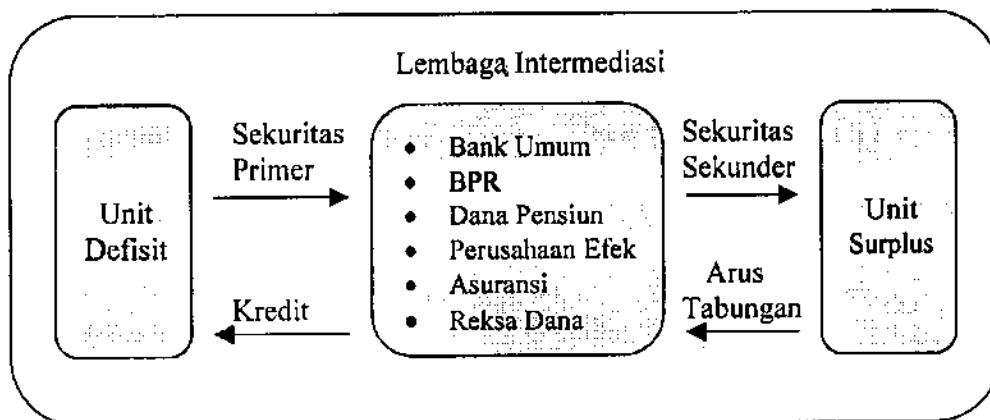 Lembaga Intermediasi
Unit
Defisit
Sekuritas
Primer
Kredit
• Bank Umum
• BPR
• Dana Pensiun
• Perusahaan Efek
• Asuransi
• Reksa Dana
Sekuritas
Sekunder
Arus
Tabungan
Unit
Surplus